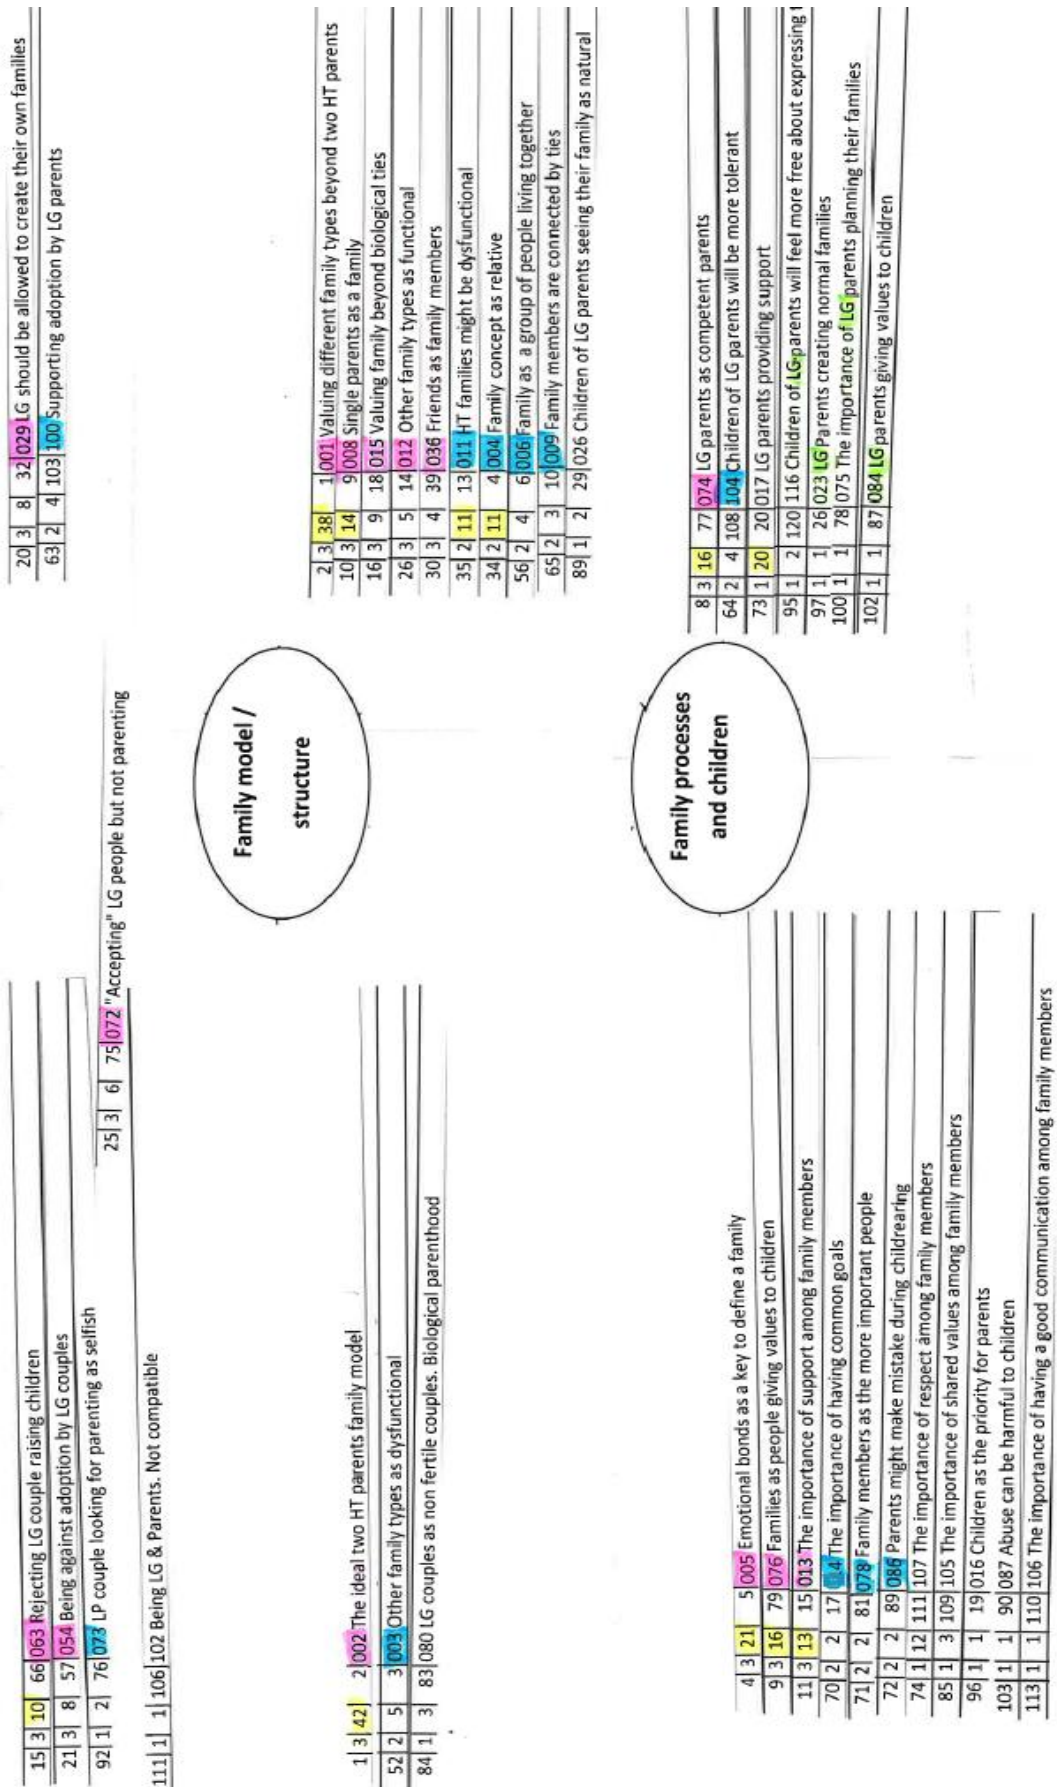 15 3 10 66 063 Rejecting LG couple raising children
21 3 8 57 054 Being against adoption by LG couples
92 1 2 76 073 LP couple looking for parenting as selfish
111 1 1 106 102 Being LG & Parents. Not compatible
25 3 6 75 072 "Accepting" LG people but not parenting
20 3 8 32 029 LG should be allowed to create their own families
63 2 4 103 100 Supporting adoption by LG parents
Family model /
structure
1 3 42 2 002 The ideal two HT parents family model
52 2 5 3 003 Other family types as dysfunctional
84 1 3 83 080 LG couples as non fertile couples. Biological parenthood
2 3 38 1 001 Valuing different family types beyond two HT parents
10 3 14 9 008 Single parents as a family
16 3 9 18 015 Valuing family beyond biological ties
26 3 5 14 012 Other family types as functional
30 3 4 39 036 Friends as family members
35 2 11 13 011 HT families might be dysfunctional
34 2 11 4 004 Family concept as relative
56 2 4 6 006 Family as a group of people living together
65 2 3 10 009 Family members are connected by ties
89 1 2 29 026 Children of LG parents seeing their family as natural
Family processes
and children
4 3 21 5 005 Emotional bonds as a key to define a family
9 3 16 79 076 Families as people giving values to children
11 3 13 15 013 The importance of support among family members
70 2 2 17 014 The importance of having common goals
71 2 2 81 078 Family members as the more important people
72 2 2 89 086 Parents might make mistake during childrearing
74 1 12 111 107 The importance of respect among family members
85 1 3 109 105 The importance of shared values among family members
96 1 1 19 016 Children as the priority for parents
103 1 1 90 087 Abuse can be harmful to children
113 1 1 110 106 The importance of having a good communication among family members
8 3 16 77 074 LG parents as competent parents
64 2 4 108 104 Children of LG parents will be more tolerant
73 1 20 20 017 LG parents providing support
95 1 2 120 116 Children of LG parents will feel more free about expressing
97 1 1 26 023 LG Parents creating normal families
100 1 1 78 075 The importance of LG parents planning their families
102 1 1 87 084 LG parents giving values to children